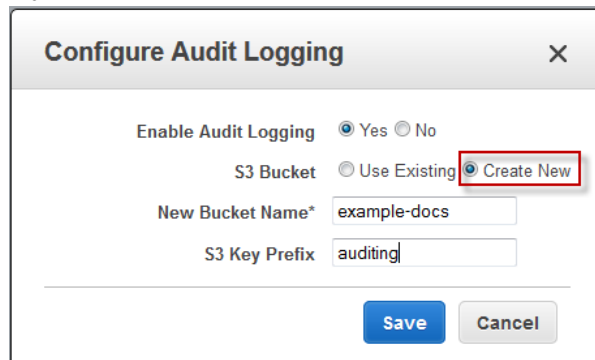 Configure Audit Logging
Enable Audit Logging Yes No
S3 Bucket Use Existing Create New
New Bucket Name* example-docs
S3 Key Prefix auditing
Save Cancel